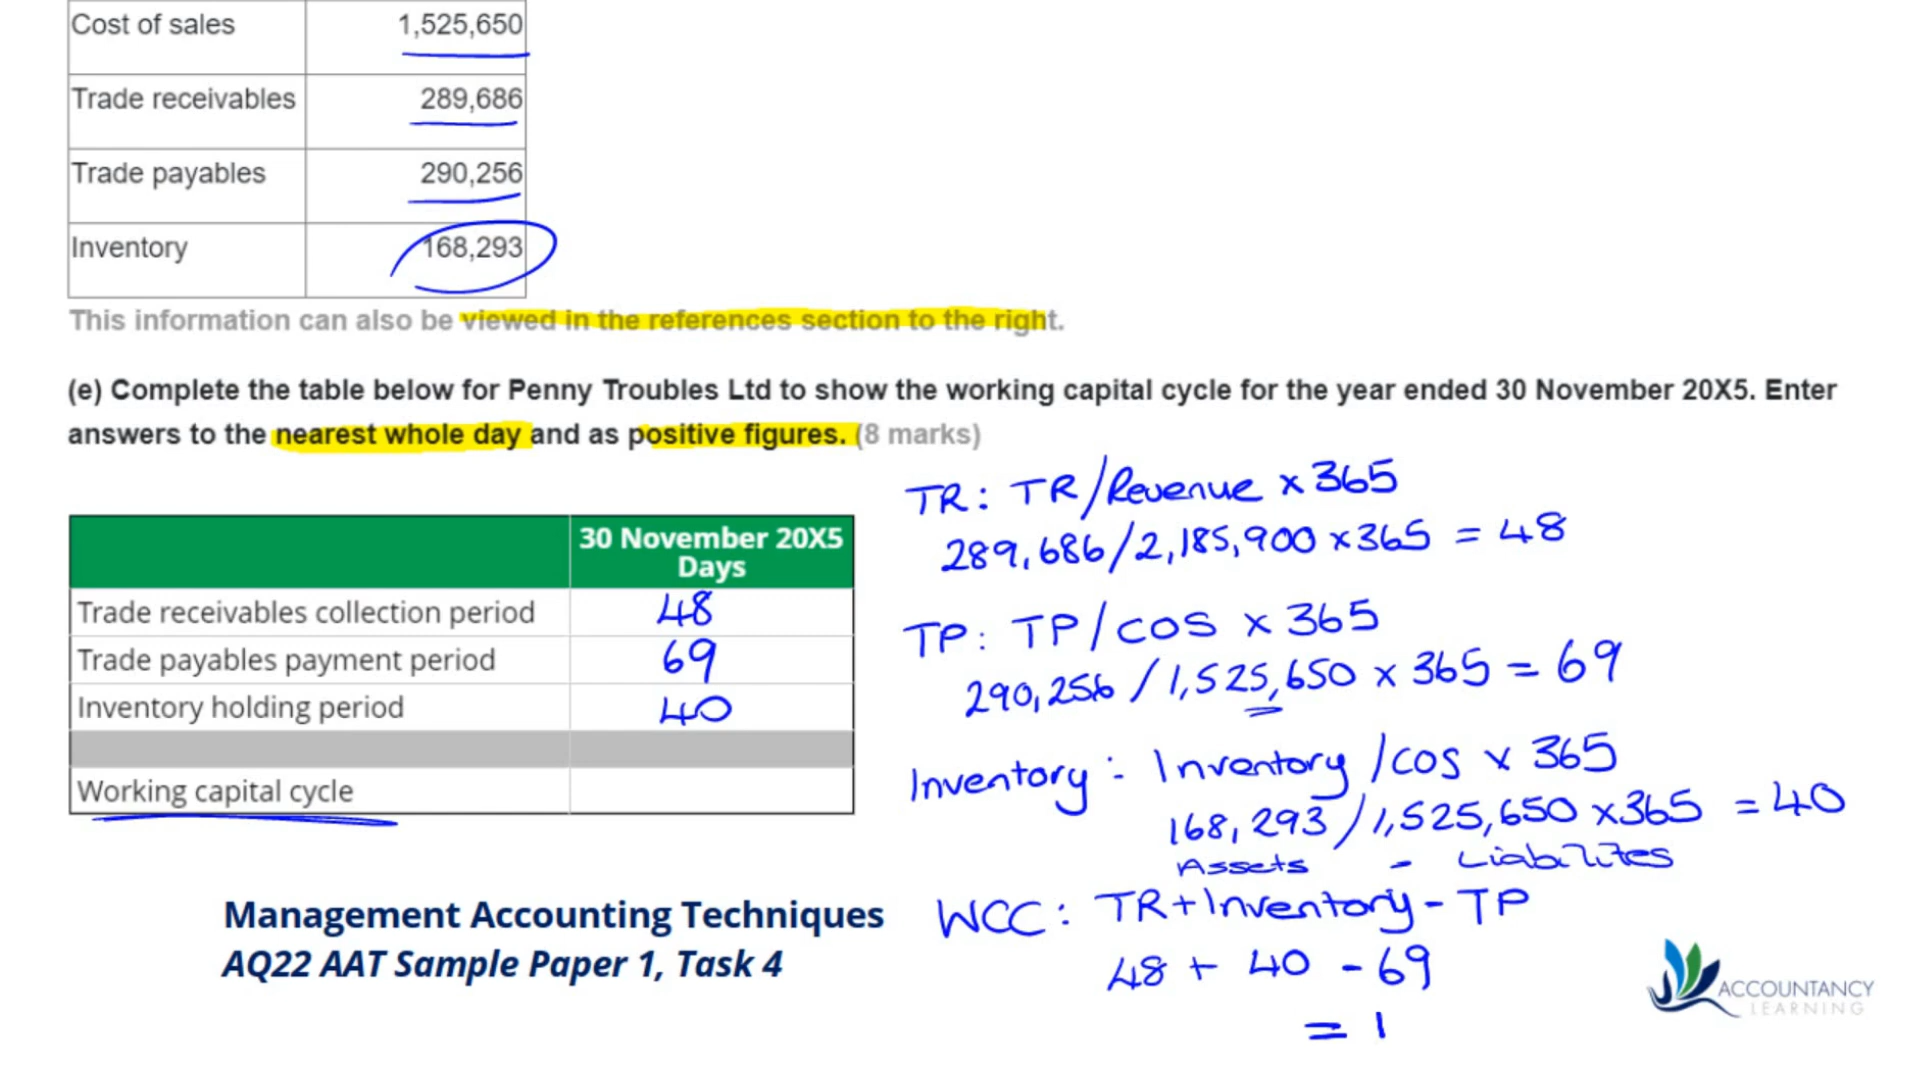 Cost of sales 1,525,650
Trade receivables 289,686
Trade payables 290,256
Inventory 168,293
This information can also be viewed in the references section to the right.
(e) Complete the table below for Penny Troubles Ltd to show the working capital cycle for the year ended 30 November 20X5. Enter
answers to the nearest whole day and as positive figures. (8 marks)
30 November 20X5
Days
Trade receivables collection period 48
Trade payables payment period 69
Inventory holding period 40
Working capital cycle
TR: TR/Revenue x 365
289,686/2,185,900 x365 = 48
TP: TP/COS x 365
290,256 / 1,525,650 x 365 = 69
Inventory: Inventory /COS x 365
168,293/1,525,650 x365 = 40
Assets - Liabilites
WCC: TR+Inventory- TP
48 + 40 - 69
= 1
Management Accounting Techniques
AQ22 AAT Sample Paper 1, Task 4
ACCOUNTANCY
LEARNING